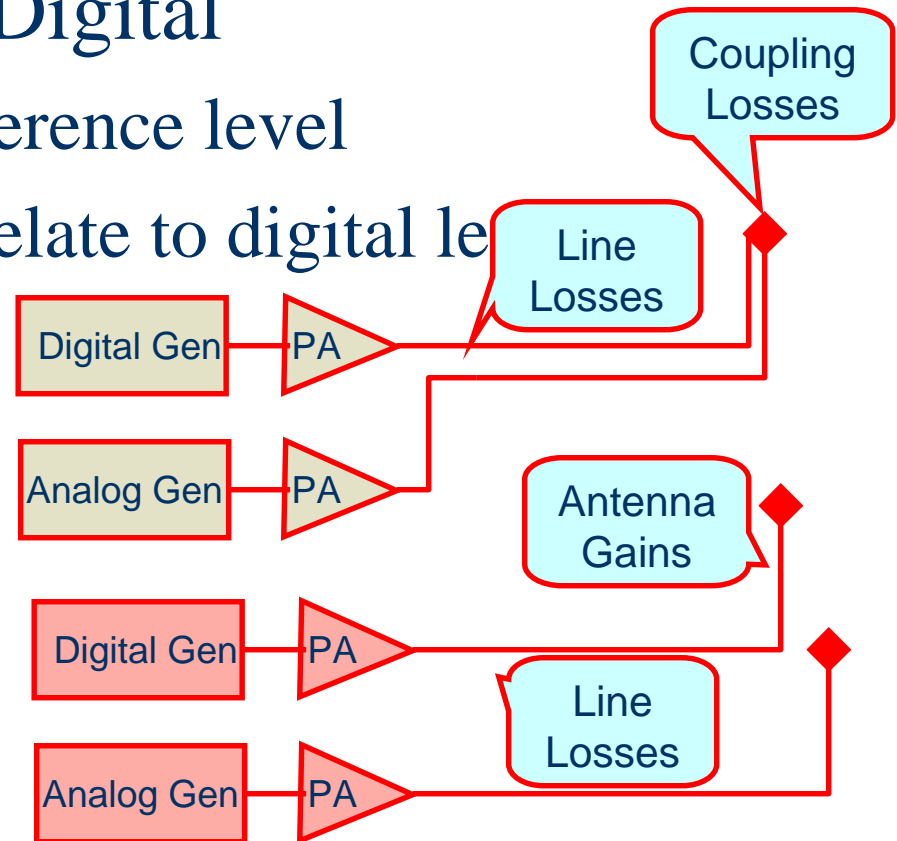 Digital
erence level
elate to digital le
Coupling
Losses
Line
Losses
Digital Gen
PA
Analog Gen
PA
Antenna
Gains
Digital Gen
PA
Line
Losses
Analog Gen
PA